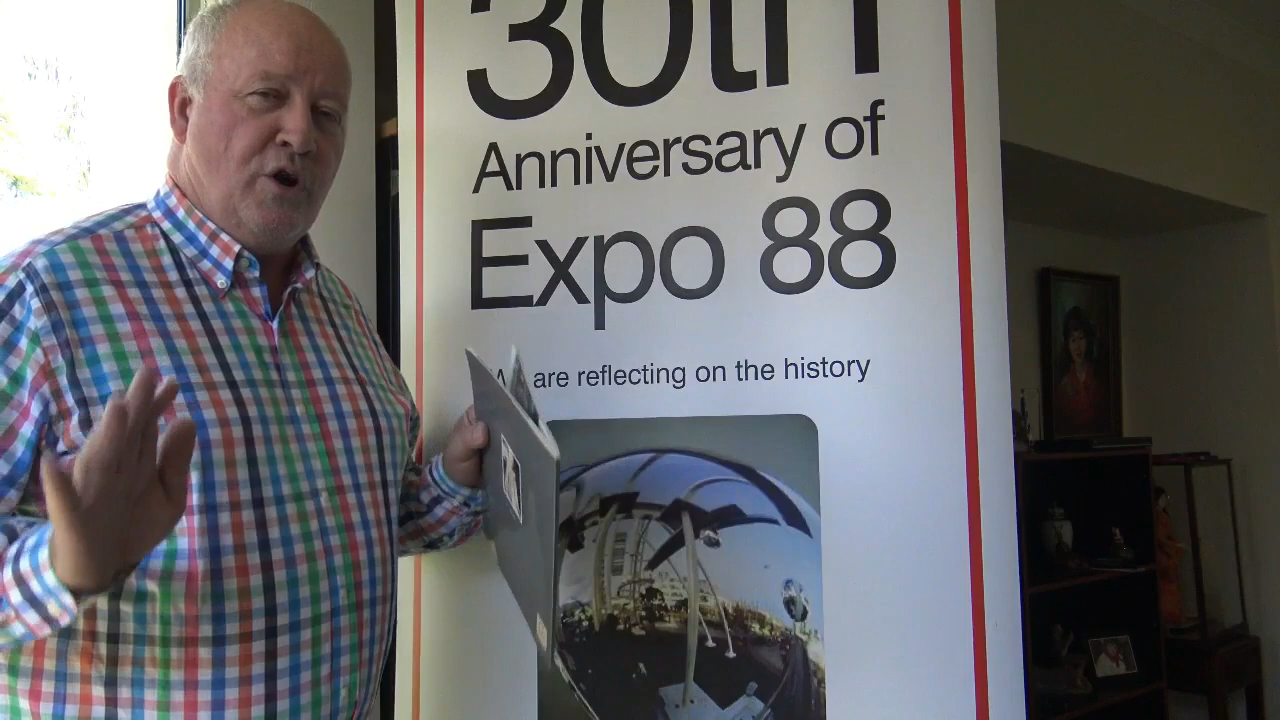 30th
Anniversary of
Expo 88
are reflecting on the history